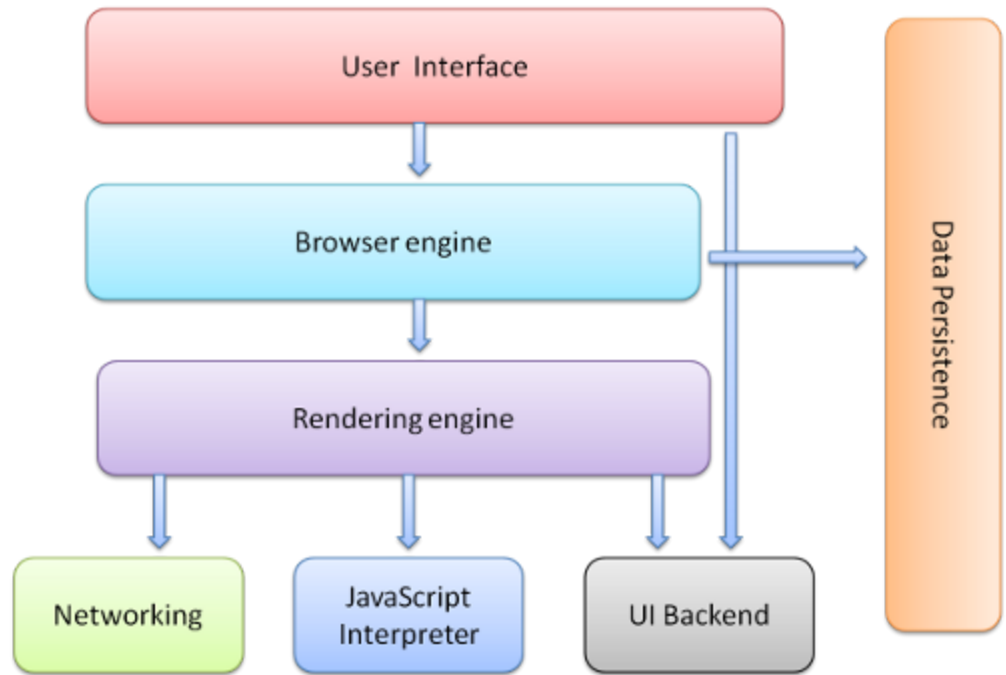 User Interface
Browser engine
Rendering engine
Networking
JavaScript
Interpreter
UI Backend
Data Persistence